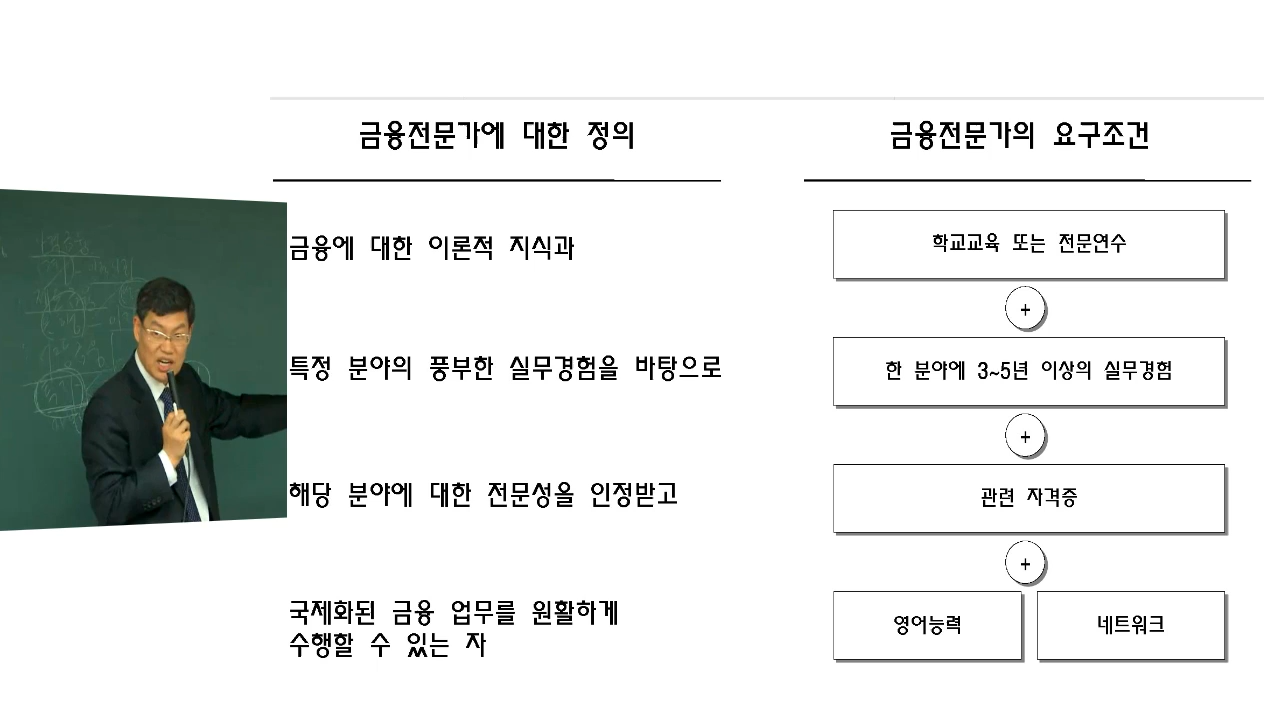 금융전문가에 대한 정의
금융에 대한 이론적 지식과
특정 분야의 풍부한 실무경험을 바탕으로
해당 분야에 대한 전문성을 인정받고
국제화된 금융 업무를 원활하게
수행할 수 있는 자
금융전문가의 요구조건
학교교육 또는 전문연수
+
한 분야에 3~5년 이상의 실무경험
+
관련 자격증
+
영어능력
네트워크